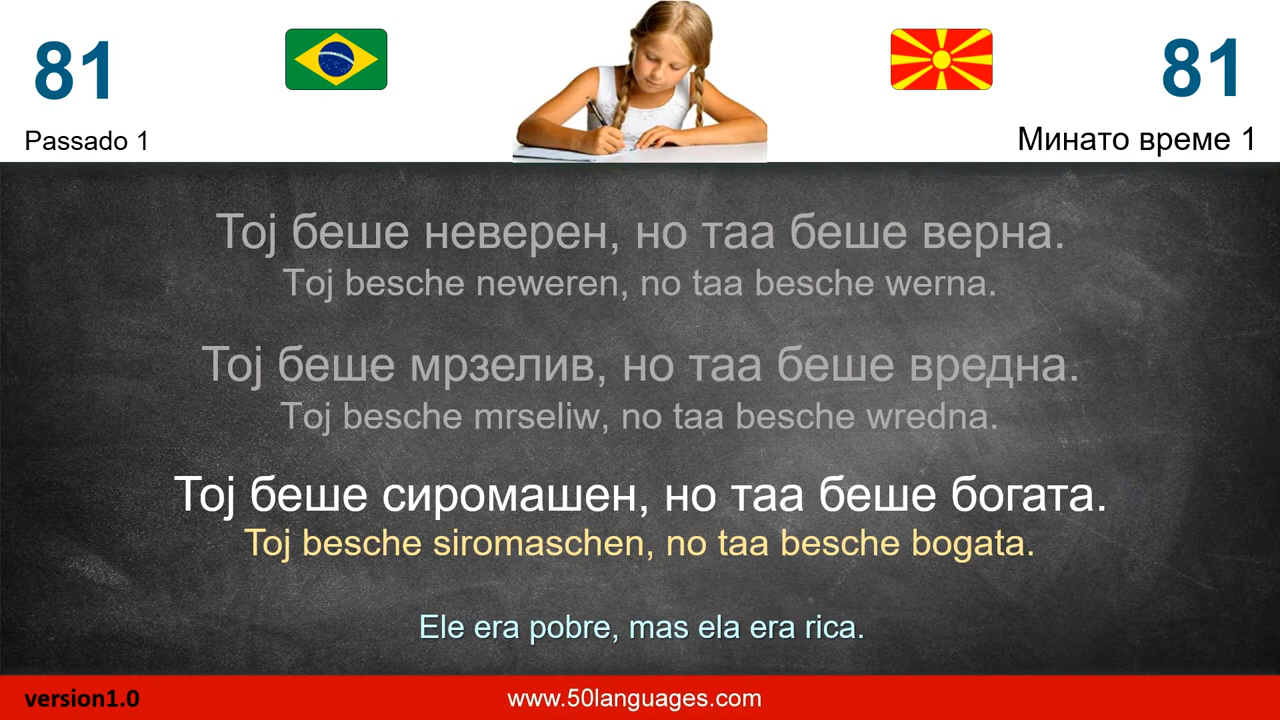 81
81
Passado 1
Минато време 1
Тој беше неверен, но таа беше верна.
Toj besche neweren, no taa besche werna.
Тој беше мрзелив, но таа беше вредна.
Toj besche mrseliw, no taa besche wredna.
Тој беше сиромашен, но таа беше богата.
Toj besche siromaschen, no taa besche bogata.
Ele era pobre, mas ela era rica.
version1.0
www.50languages.com